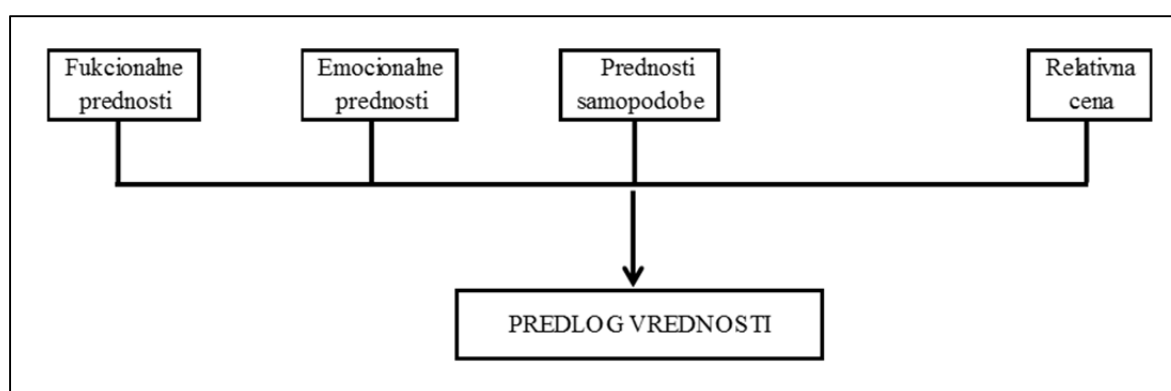 Fukcionalne
prednosti
Emocionalne
prednosti
Prednosti
samopodobe
Relativna
cena
PREDLOG VREDNOSTI